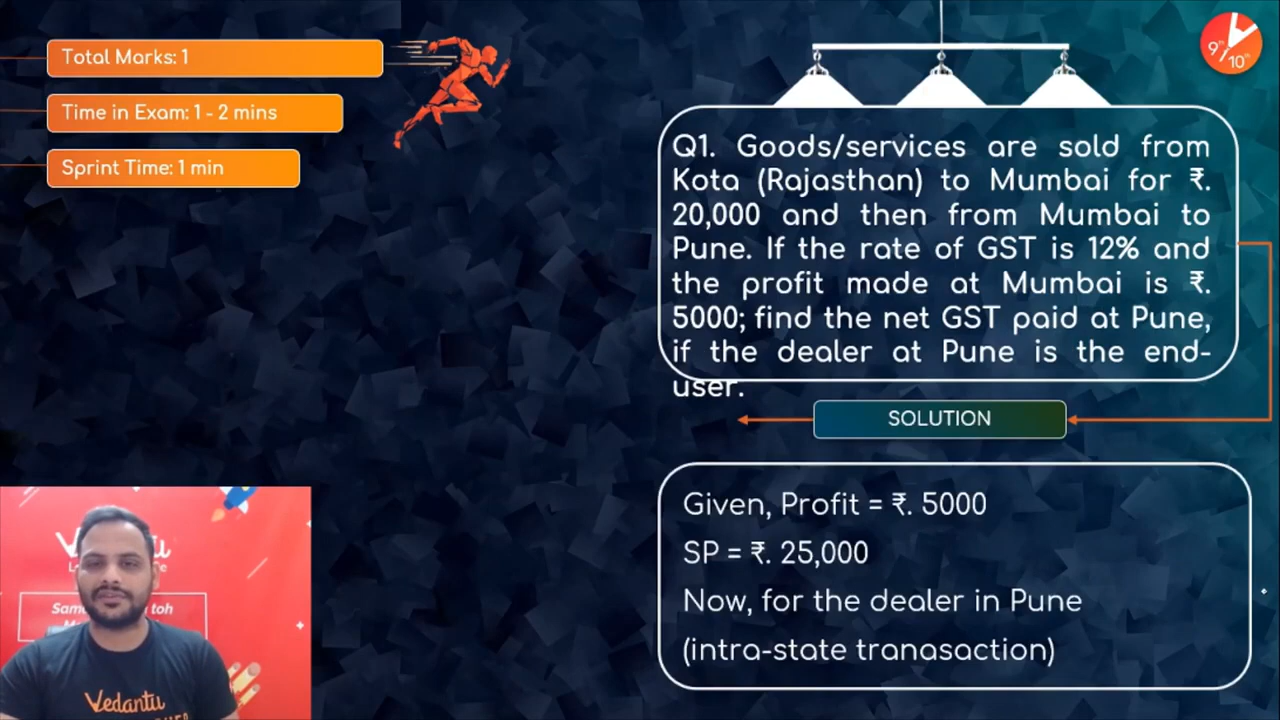 Total Marks: 1
Time in Exam: 1 - 2 mins
Sprint Time: 1 min
9th
10th
Q1. Goods/services are sold from
Kota (Rajasthan) to Mumbai for ₹.
20,000 and then from Mumbai to
Pune. If the rate of GST is 12% and
the profit made at Mumbai is ₹.
5000; find the net GST paid at Pune,
if the dealer at Pune is the end-
user.
SOLUTION
Given, Profit = ₹. 5000
SP = ₹. 25,000
Now, for the dealer in Pune
(intra-state tranasaction)
toh
Vedantu